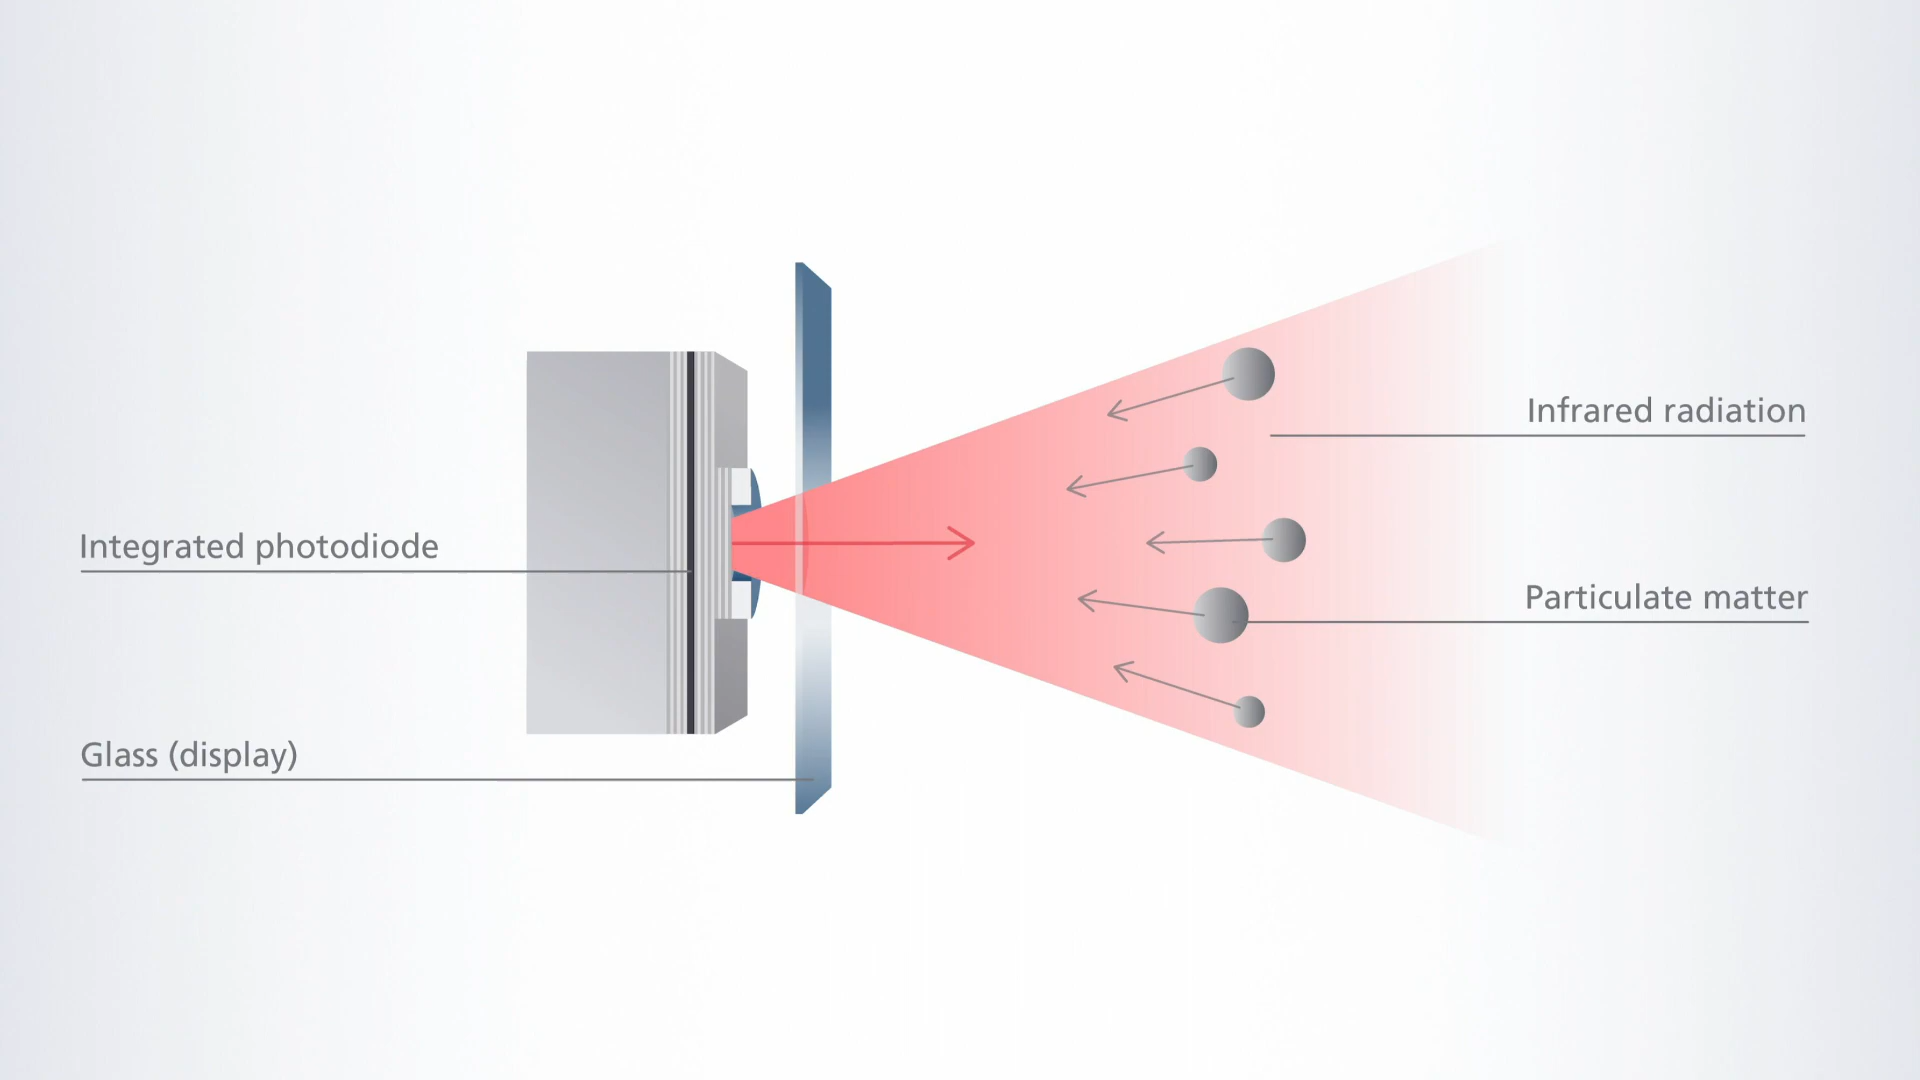 Infrared radiation
Integrated photodiode
Particulate matter
Glass (display)